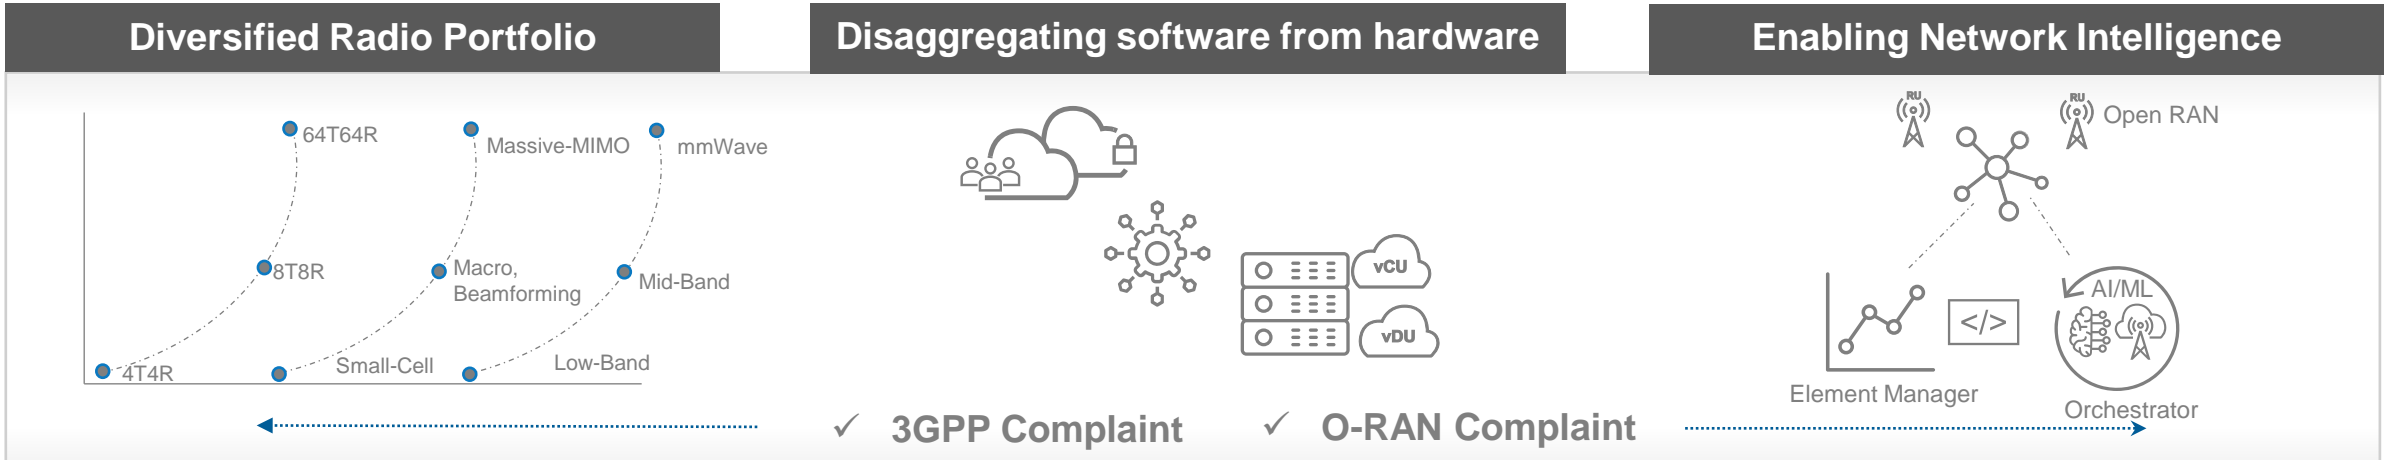 Diversified Radio Portfolio
Disaggregating software from hardware
Enabling Network Intelligence
64T64R
Massive-MIMO
mmWave
8T8R
Macro,
Beamforming
Mid-Band
4T4R
Small-Cell
Low-Band
vCU
vDU
RU
RU
Open RAN
AI/ML
</>
Element Manager
Orchestrator
✓ 3GPP Complaint
✓ O-RAN Complaint